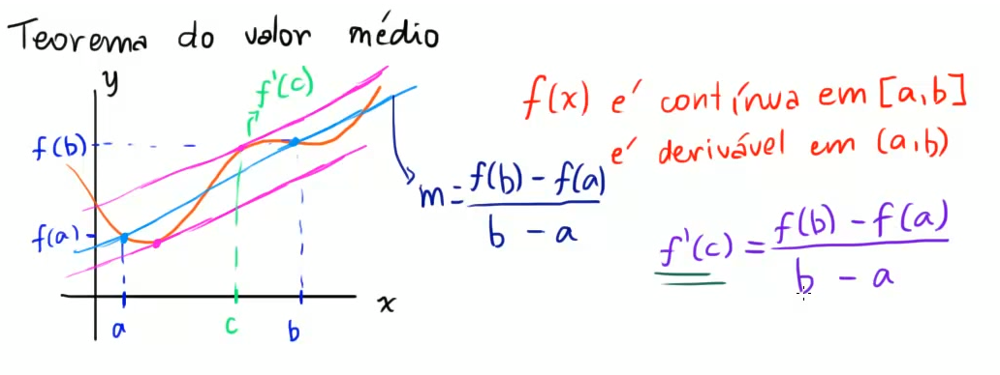 Teorema do valor médio
y
f'(c)
f(x) é contínua em [a,b]
é derivável em (a,b)
f(b)
f(a)
m = f(b) - f(a)
b - a
f'(c) = f(b) - f(a)
b - a
x
a
c
b